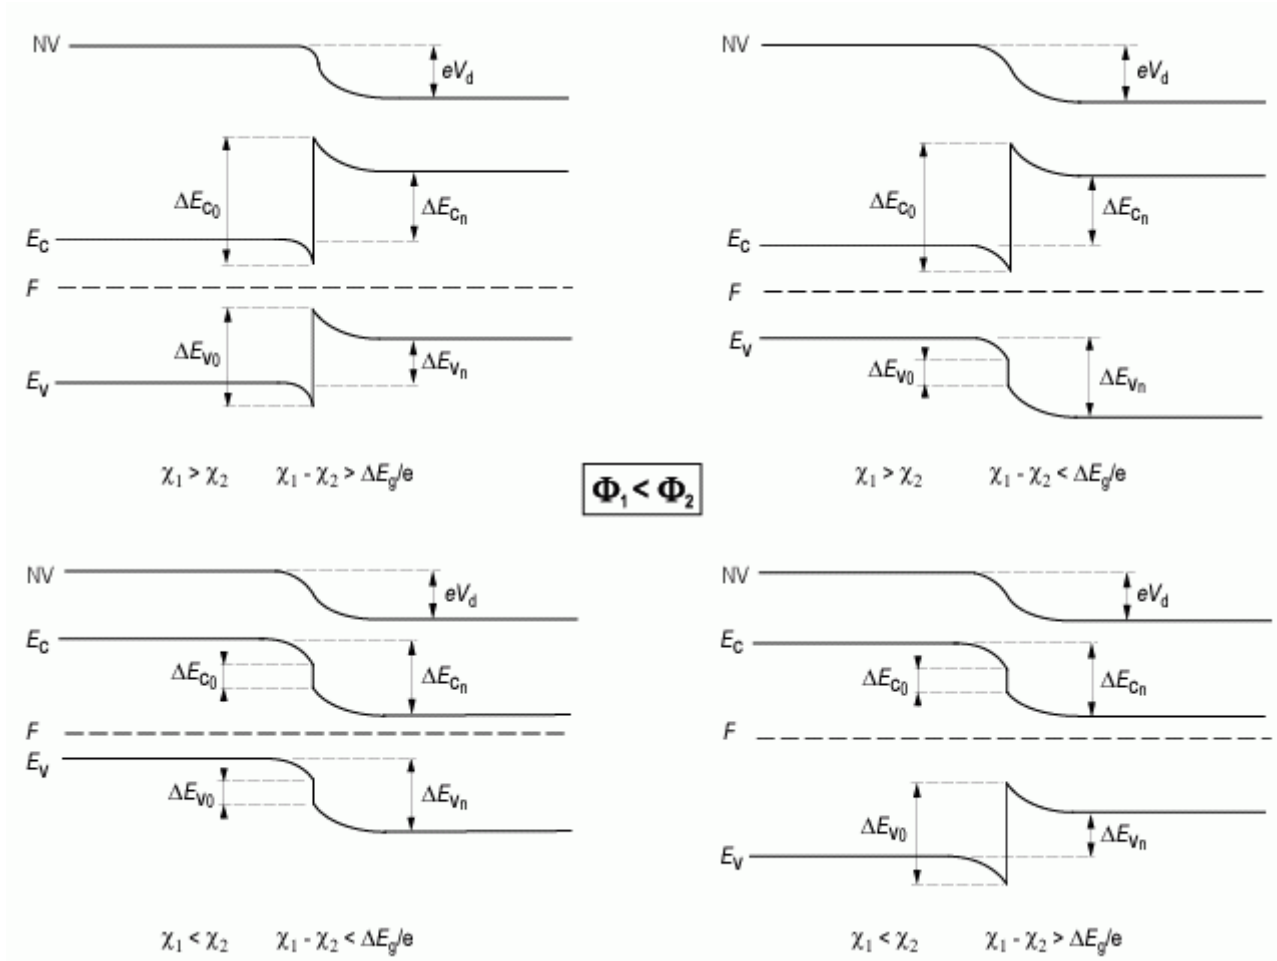 NV
eV_d
ΔE_C0
ΔE_Cn
E_C
F
ΔE_V0
ΔE_Vn
E_V
χ₁ > χ₂ χ₁ - χ₂ > ΔE_g/e
NV
eV_d
ΔE_C0
ΔE_Cn
E_C
F
E_V
ΔE_V0
ΔE_Vn
χ₁ > χ₂ χ₁ - χ₂ < ΔE_g/e
Φ₁ < Φ₂
NV
eV_d
E_C
ΔE_C0
ΔE_Cn
F
E_V
ΔE_V0
ΔE_Vn
χ₁ < χ₂ χ₁ - χ₂ < ΔE_g/e
NV
eV_d
E_C
ΔE_C0
ΔE_Cn
F
ΔE_V0
ΔE_Vn
E_V
χ₁ < χ₂ χ₁ - χ₂ > ΔE_g/e